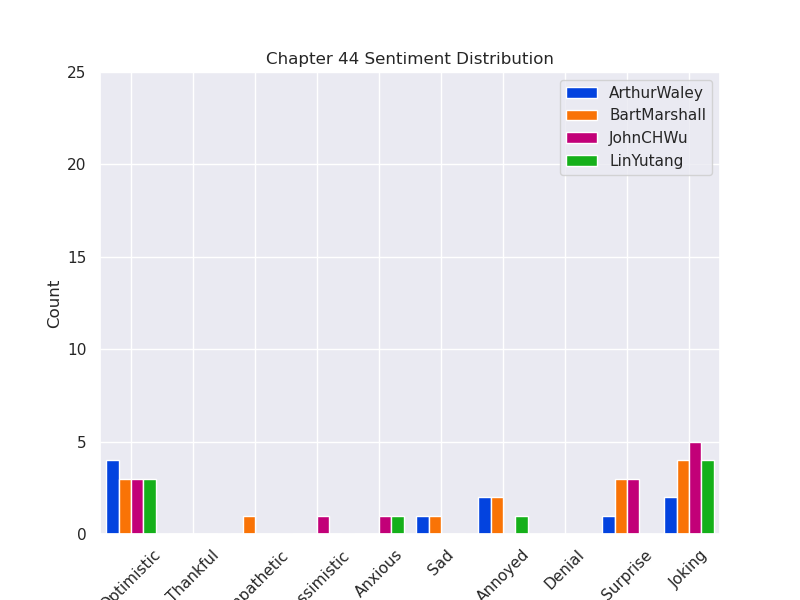 Chapter 44 Sentiment Distribution
25
20
15
10
5
0
Count
ArthurWaley
BartMarshall
JohnCHWu
LinYutang
Optimistic
Thankful
Anxious
Sad
Annoyed
Denial
Surprise
Joking